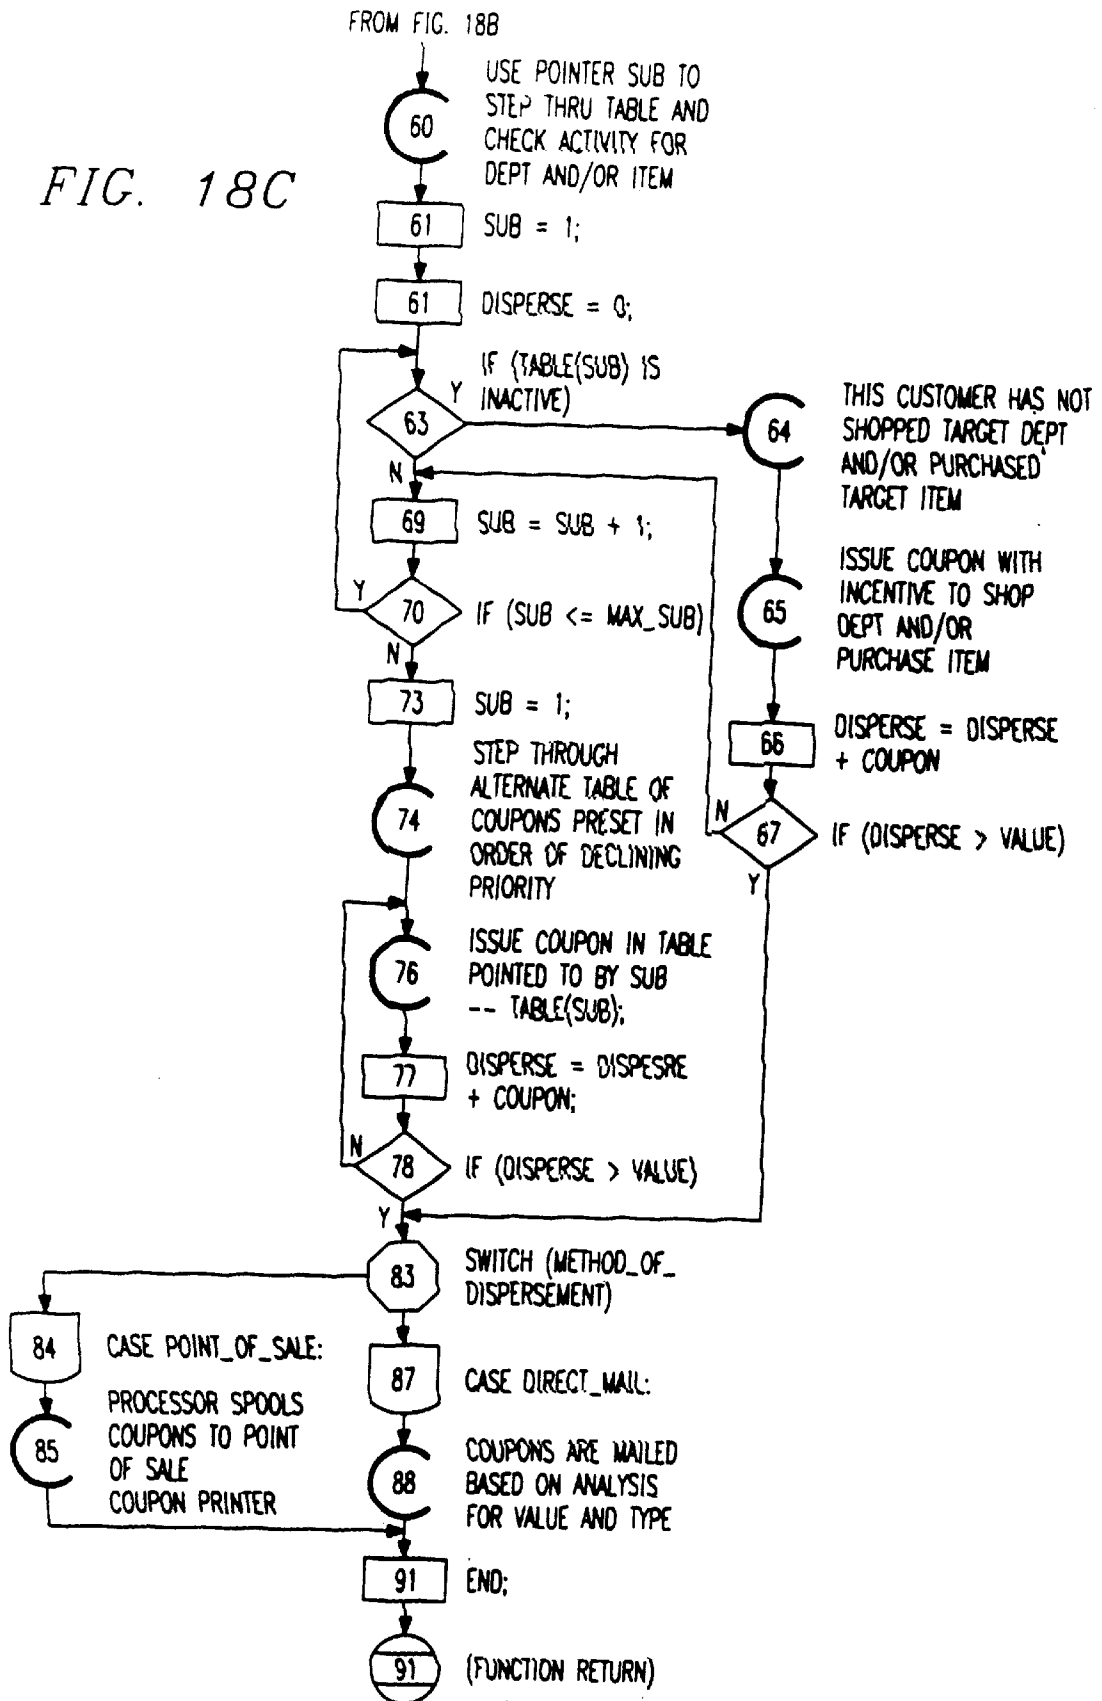 FROM FIG. 18B
60
USE POINTER SUB TO
STEP THRU TABLE AND
CHECK ACTIVITY FOR
DEPT AND/OR ITEM
FIG. 18C
61
SUB = 1;
61
DISPERSE = 0;
IF (TABLE(SUB) IS
INACTIVE)
Y
63
N
64
THIS CUSTOMER HAS NOT
SHOPPED TARGET DEPT
AND/OR PURCHASED
TARGET ITEM
69
SUB = SUB + 1;
65
ISSUE COUPON WITH
INCENTIVE TO SHOP
DEPT AND/OR
PURCHASE ITEM
Y
70
IF (SUB <= MAX_SUB)
N
73
SUB = 1;
66
DISPERSE = DISPERSE
+ COUPON
74
STEP THROUGH
ALTERNATE TABLE OF
COUPONS PRESET IN
ORDER OF DECLINING
PRIORITY
N
67
IF (DISPERSE > VALUE)
Y
76
ISSUE COUPON IN TABLE
POINTED TO BY SUB
-- TABLE(SUB);
77
DISPERSE = DISPESRE
+ COUPON;
N
78
IF (DISPERSE > VALUE)
Y
83
SWITCH (METHOD_OF_
DISPERSEMENT)
84
CASE POINT_OF_SALE:
87
CASE DIRECT_MAIL:
85
PROCESSOR SPOOLS
COUPONS TO POINT
OF SALE
COUPON PRINTER
88
COUPONS ARE MAILED
BASED ON ANALYSIS
FOR VALUE AND TYPE
91
END;
91
(FUNCTION RETURN)